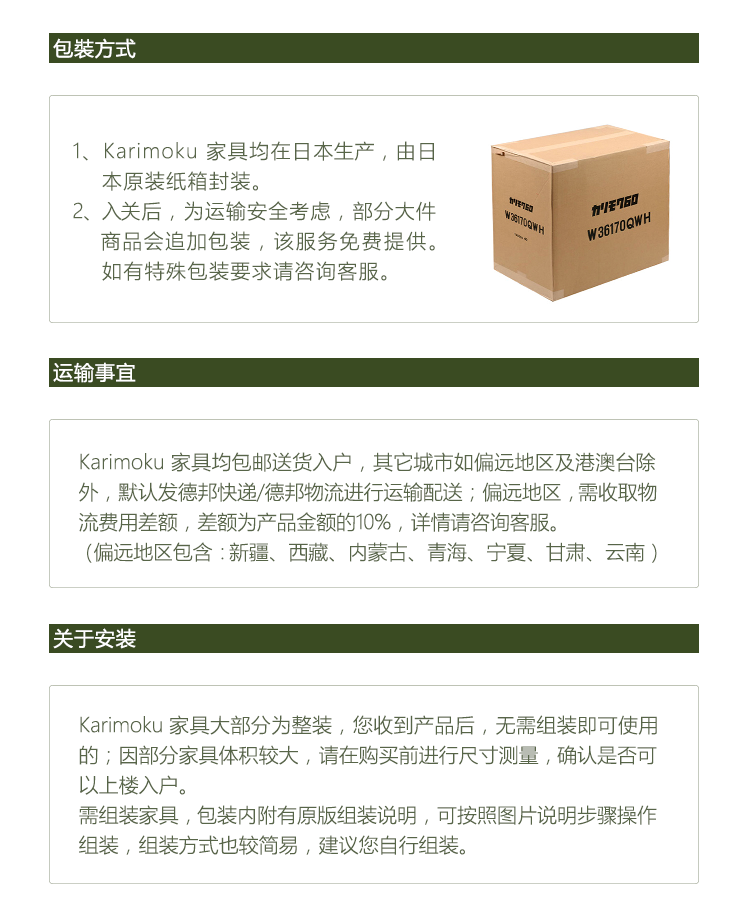 包裝方式
1、Karimoku 家具均在日本生产，由日
本原装纸箱封装。
2、入关后，为运输安全考虑，部分大件
商品会追加包装，该服务免费提供。
如有特殊包装要求请咨询客服。
カリモク60
W36170QWH
カリモク60
W36170QWH
运输事宜
Karimoku 家具均包邮送货入户，其它城市如偏远地区及港澳台除
外，默认发德邦快递/德邦物流进行运输配送；偏远地区，需收取物
流费用差额，差额为产品金额的10%，详情请咨询客服。
（偏远地区包含：新疆、西藏、内蒙古、青海、宁夏、甘肃、云南）
关于安装
Karimoku 家具大部分为整装，您收到产品后，无需组装即可使用
的；因部分家具体积较大，请在购买前进行尺寸测量，确认是否可
以上楼入户。
需组装家具，包装内附有原版组装说明，可按照图片说明步骤操作
组装，组装方式也较简易，建议您自行组装。